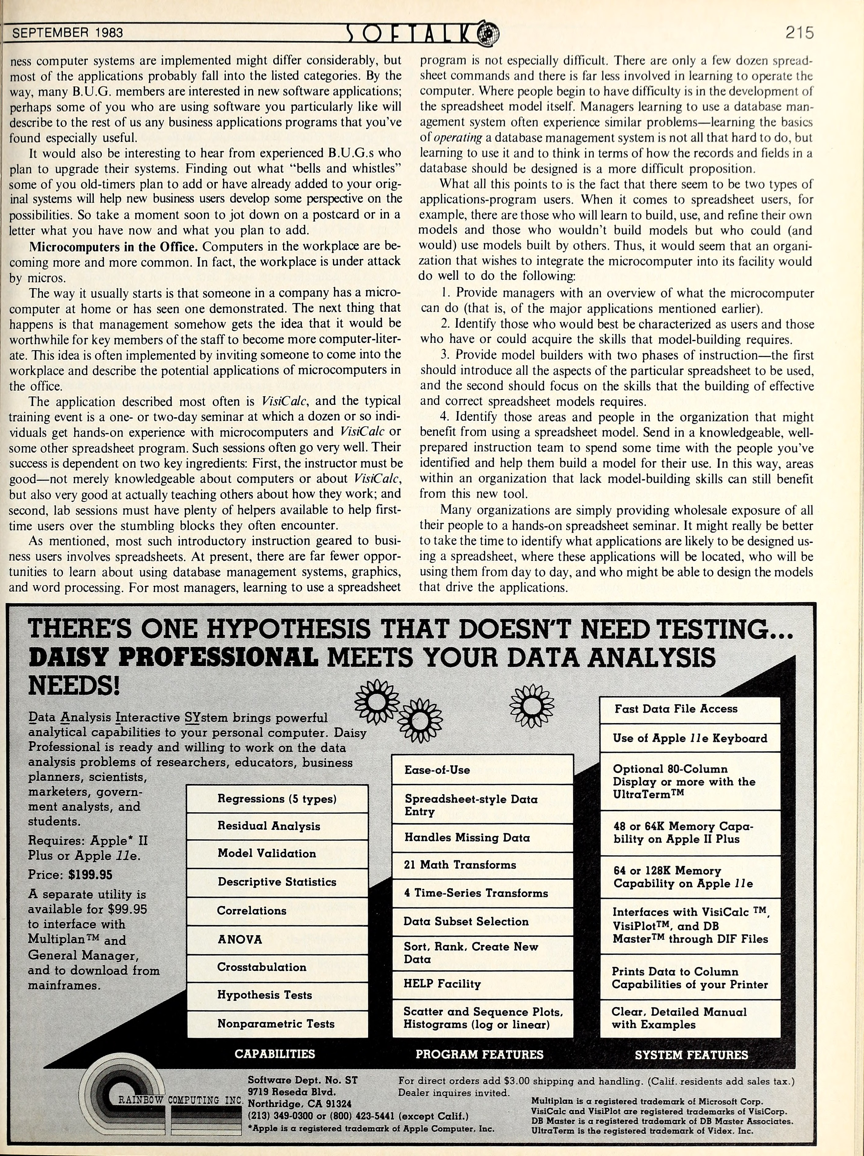 SEPTEMBER 1983
SOFTALK
215
ness computer systems are implemented might differ considerably, but
most of the applications probably fall into the listed categories. By the
way, many B.U.G. members are interested in new software applications;
perhaps some of you who are using software you particularly like will
describe to the rest of us any business applications programs that you've
found especially useful.
It would also be interesting to hear from experienced B.U.G.s who
plan to upgrade their systems. Finding out what "bells and whistles"
some of you old-timers plan to add or have already added to your orig-
inal systems will help new business users develop some perspective on the
possibilities. So take a moment soon to jot down on a postcard or in a
letter what you have now and what you plan to add.
Microcomputers in the Office. Computers in the workplace are be-
coming more and more common. In fact, the workplace is under attack
by micros.
The way it usually starts is that someone in a company has a micro-
computer at home or has seen one demonstrated. The next thing that
happens is that management somehow gets the idea that it would be
worthwhile for key members of the staff to become more computer-liter-
ate. This idea is often implemented by inviting someone to come into the
workplace and describe the potential applications of microcomputers in
the office.
The application described most often is VisiCalc, and the typical
training event is a one- or two-day seminar at which a dozen or so indi-
viduals get hands-on experience with microcomputers and VisiCalc or
some other spreadsheet program. Such sessions often go very well. Their
success is dependent on two key ingredients: First, the instructor must be
good—not merely knowledgeable about computers or about VisiCalc,
but also very good at actually teaching others about how they work; and
second, lab sessions must have plenty of helpers available to help first-
time users over the stumbling blocks they often encounter.
As mentioned, most such introductory instruction geared to busi-
ness users involves spreadsheets. At present, there are far fewer oppor-
tunities to learn about using database management systems, graphics,
and word processing. For most managers, learning to use a spreadsheet
program is not especially difficult. There are only a few dozen spread-
sheet commands and there is far less involved in learning to operate the
computer. Where people begin to have difficulty is in the development of
the spreadsheet model itself. Managers learning to use a database man-
agement system often experience similar problems—learning the basics
of operating a database management system is not all that hard to do, but
learning to use it and to think in terms of how the records and fields in a
database should be designed is a more difficult proposition.
What all this points to is the fact that there seem to be two types of
applications-program users. When it comes to spreadsheet users, for
example, there are those who will learn to build, use, and refine their own
models and those who wouldn't build models but who could (and
would) use models built by others. Thus, it would seem that an organi-
zation that wishes to integrate the microcomputer into its facility would
do well to do the following:
1. Provide managers with an overview of what the microcomputer
can do (that is, of the major applications mentioned earlier).
2. Identify those who would best be characterized as users and those
who have or could acquire the skills that model-building requires.
3. Provide model builders with two phases of instruction—the first
should introduce all the aspects of the particular spreadsheet to be used,
and the second should focus on the skills that the building of effective
and correct spreadsheet models requires.
4. Identify those areas and people in the organization that might
benefit from using a spreadsheet model. Send in a knowledgeable, well-
prepared instruction team to spend some time with the people you've
identified and help them build a model for their use. In this way, areas
within an organization that lack model-building skills can still benefit
from this new tool.
Many organizations are simply providing wholesale exposure of all
their people to a hands-on spreadsheet seminar. It might really be better
to take the time to identify what applications are likely to be designed us-
ing a spreadsheet, where these applications will be located, who will be
using them from day to day, and who might be able to design the models
that drive the applications.
THERE'S ONE HYPOTHESIS THAT DOESN'T NEED TESTING...
DAISY PROFESSIONAL MEETS YOUR DATA ANALYSIS
NEEDS!
Data Analysis Interactive SYstem brings powerful
analytical capabilities to your personal computer. Daisy
Professional is ready and willing to work on the data
analysis problems of researchers, educators, business
planners, scientists,
marketers, govern-
ment analysts, and
students.
Requires: Apple* II
Plus or Apple 11e.
Price: $199.95
A separate utility is
available for $99.95
to interface with
Multiplan™ and
General Manager,
and to download from
mainframes.
Regressions (5 types)
Residual Analysis
Model Validation
Descriptive Statistics
Correlations
ANOVA
Crosstabulation
Hypothesis Tests
Nonparametric Tests
CAPABILITIES
Ease-of-Use
Spreadsheet-style Data
Entry
Handles Missing Data
21 Math Transforms
4 Time-Series Transforms
Data Subset Selection
Sort, Rank, Create New
Data
HELP Facility
Scatter and Sequence Plots,
Histograms (log or linear)
PROGRAM FEATURES
Fast Data File Access
Use of Apple 11e Keyboard
Optional 80-Column
Display or more with the
UltraTerm™
48 or 64K Memory Capa-
bility on Apple II Plus
64 or 128K Memory
Capability on Apple 11e
Interfaces with VisiCalc ™,
VisiPlot™, and DB
Master™ through DIF Files
Prints Data to Column
Capabilities of your Printer
Clear, Detailed Manual
with Examples
SYSTEM FEATURES
RAINBOW COMPUTING INC.
Software Dept. No. ST
9719 Reseda Blvd.
Northridge, CA 91324
(213) 349-0300 or (800) 423-5441 (except Calif.)
*Apple is a registered trademark of Apple Computer, Inc.
For direct orders add $3.00 shipping and handling. (Calif. residents add sales tax.)
Dealer inquires invited.
Multiplan is a registered trademark of Microsoft Corp.
VisiCalc and VisiPlot are registered trademarks of VisiCorp.
DB Master is a registered trademark of DB Master Associates.
UltraTerm is the registered trademark of Videx, Inc.